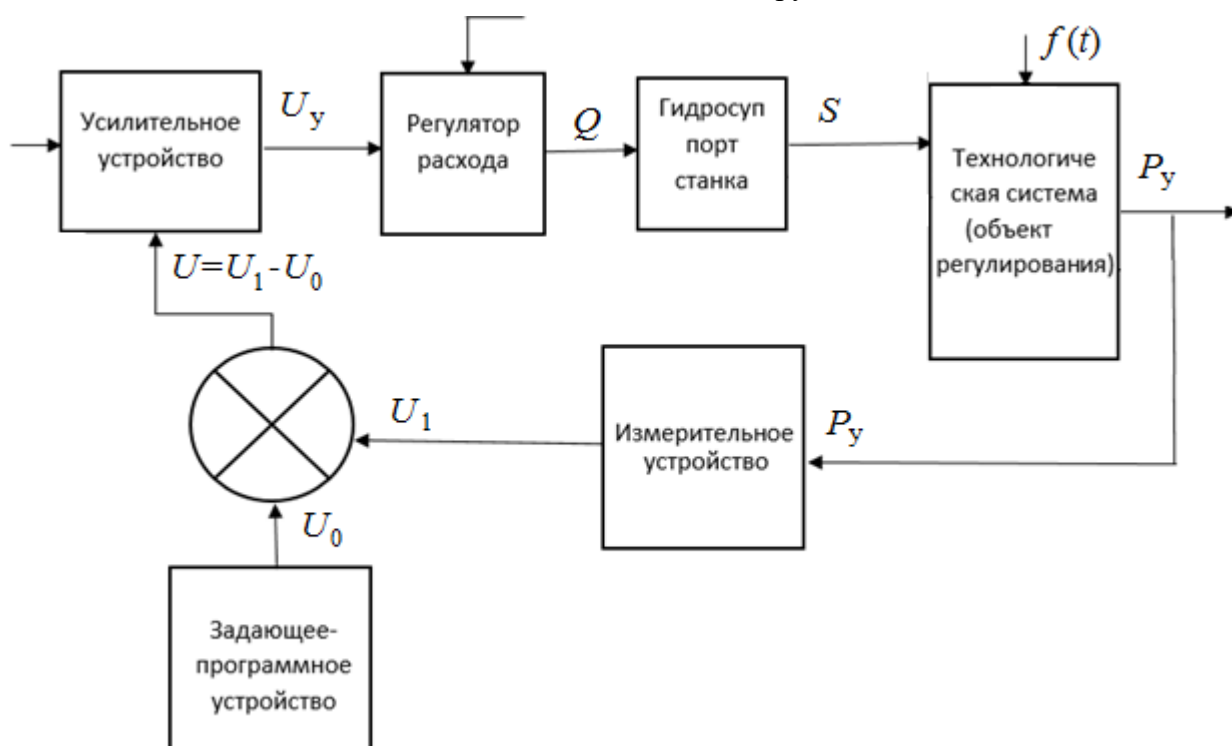 f(t)
Усилительное
устройство
Uу
Регулятор
расхода
Q
Гидросуп
порт
станка
S
Технологиче
ская система
(объект
регулирования)
Pу
U=U1-U0
U1
Измерительное
устройство
Pу
U0
Задающее-
программное
устройство